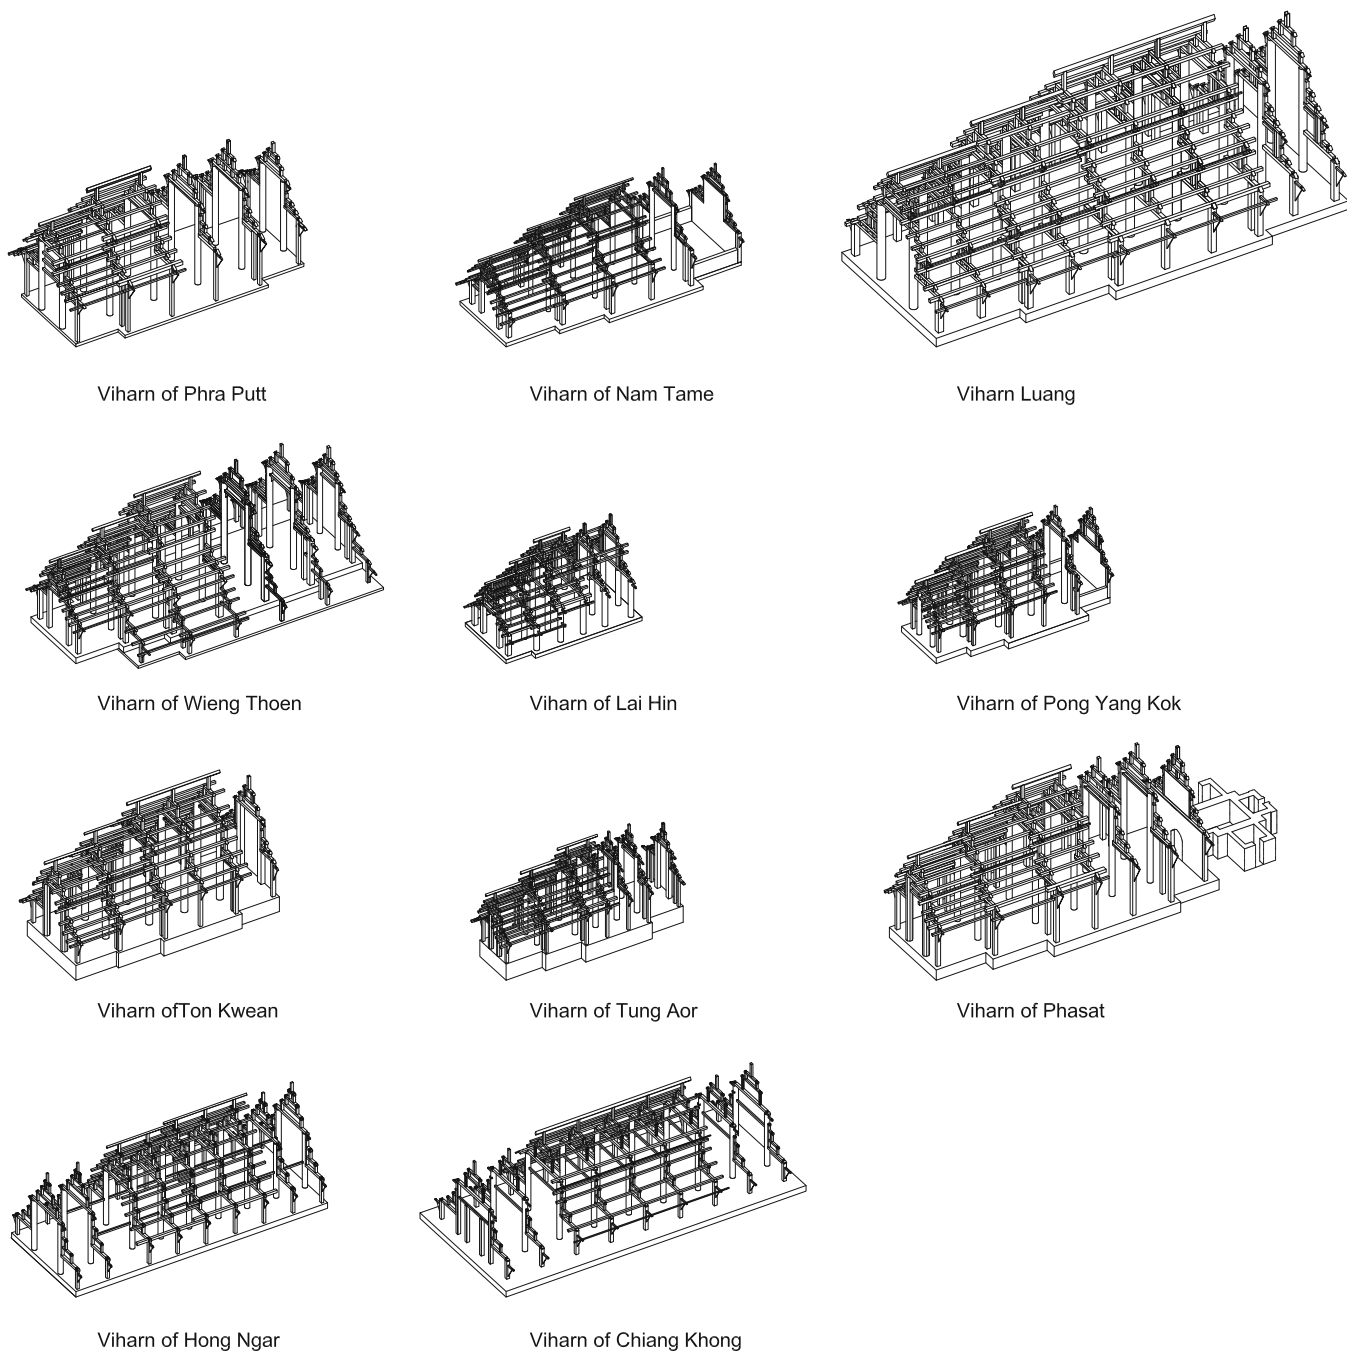 Viharn of Phra Putt
Viharn of Nam Tame
Viharn Luang
Viharn of Wieng Thoen
Viharn of Lai Hin
Viharn of Pong Yang Kok
Viharn ofTon Kwean
Viharn of Tung Aor
Viharn of Phasat
Viharn of Hong Ngar
Viharn of Chiang Khong